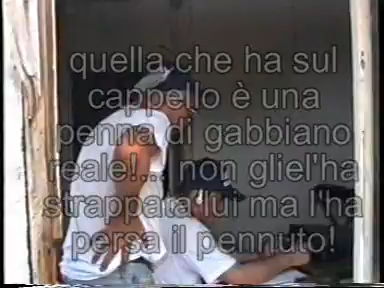 quella che ha sul
cappello è una
penna di gabbiano
reale!... non gliel'ha
strappata lui ma l'ha
persa il pennuto!